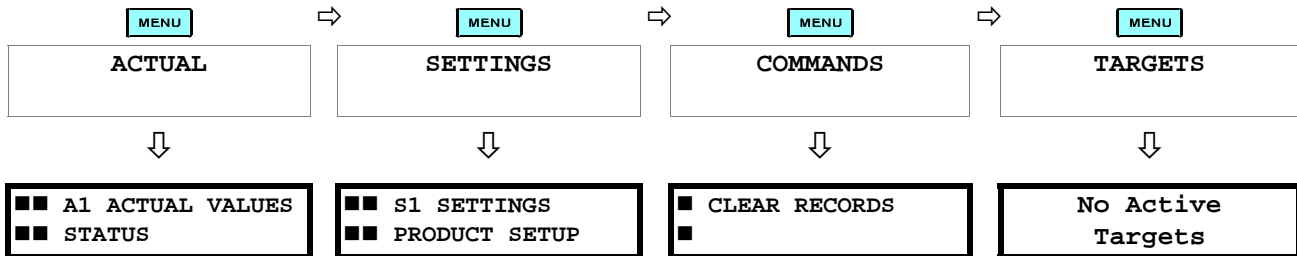 MENU MENU MENU MENU
ACTUAL SETTINGS COMMANDS TARGETS
A1 ACTUAL VALUES
STATUS
S1 SETTINGS
PRODUCT SETUP
CLEAR RECORDS
No Active
Targets